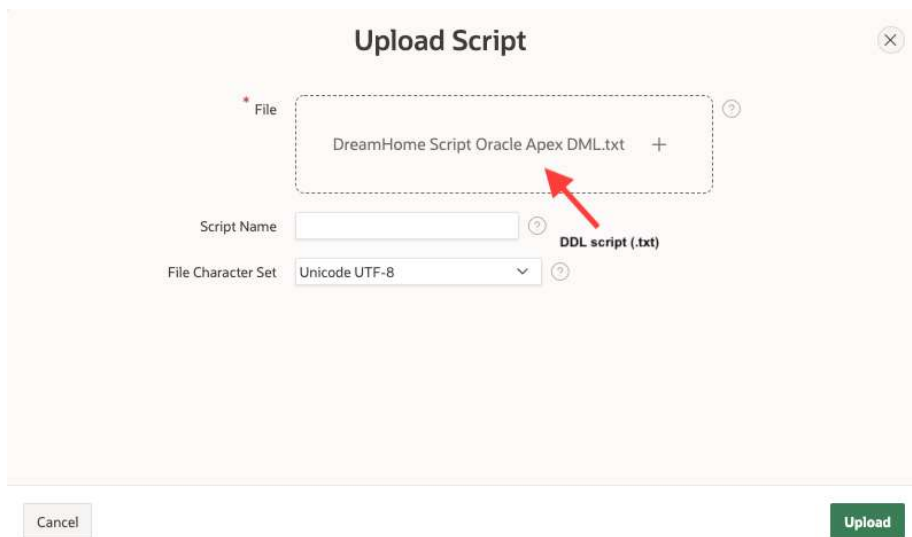 Upload Script
* File
DreamHome Script Oracle Apex DML.txt +
Script Name
DDL script (.txt)
File Character Set Unicode UTF-8
Cancel Upload